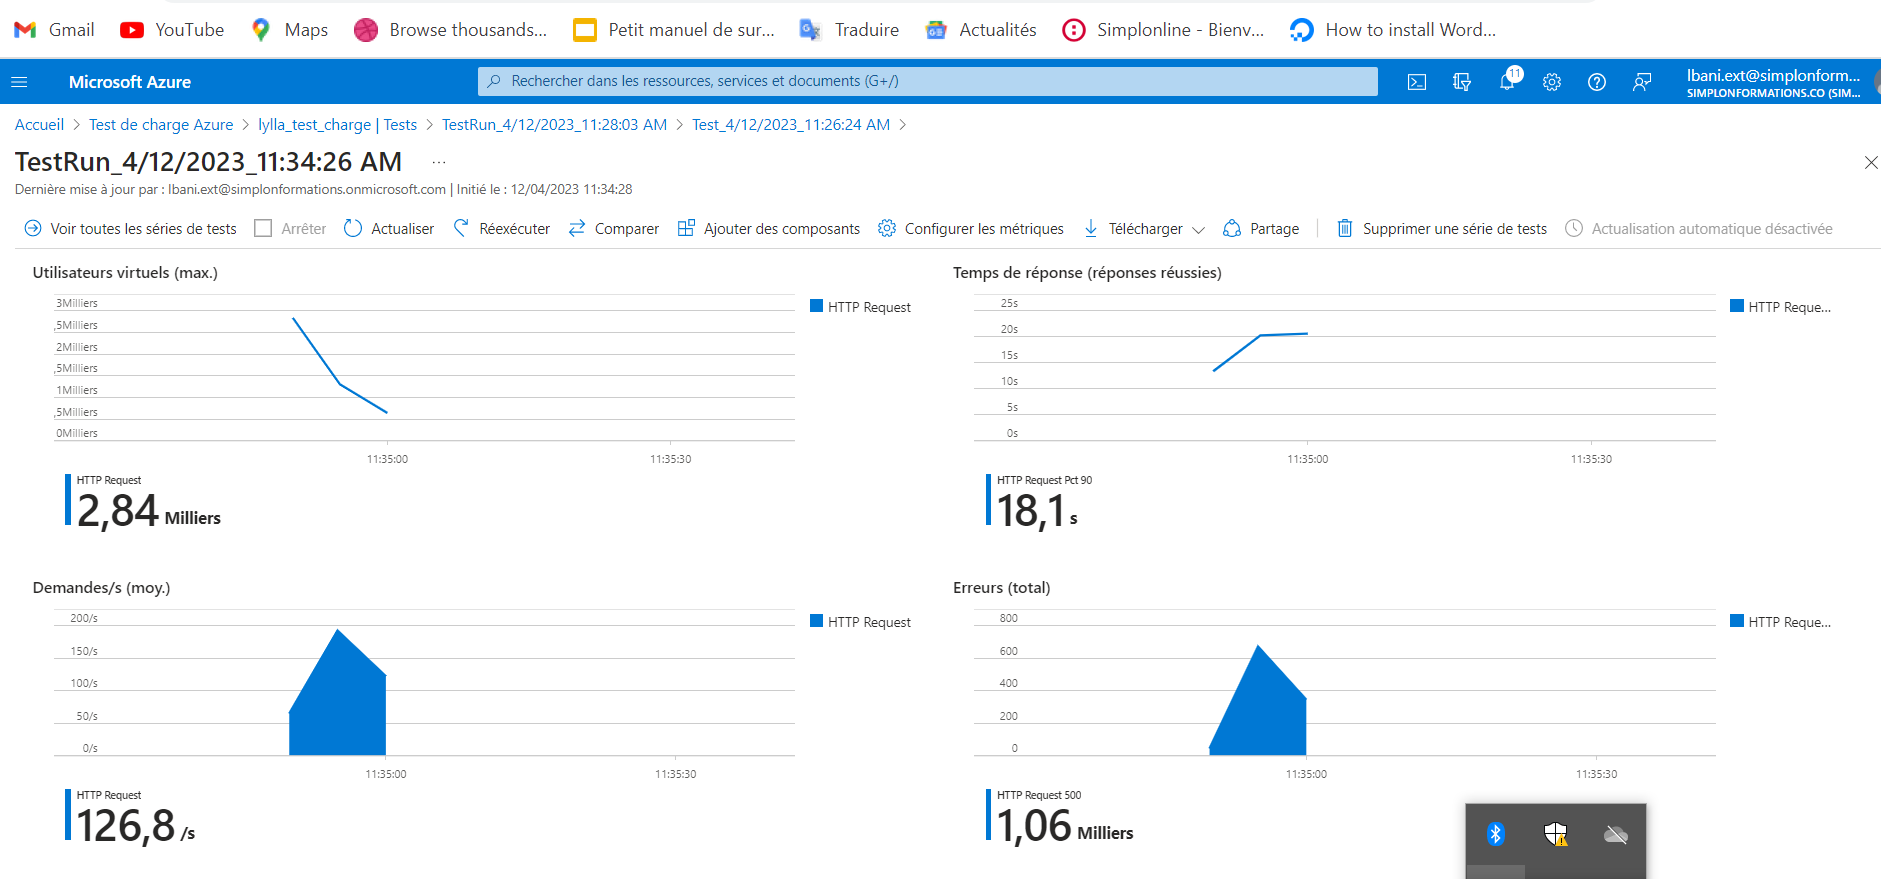 Gmail
YouTube
Maps
Browse thousands...
Petit manuel de sur...
Traduire
Actualités
Simplonline - Bienv...
How to install Word...
Microsoft Azure
Rechercher dans les ressources, services et documents (G+/)
11
lbani.ext@simplonform...
SIMPLONFORMATIONS.CO (SIM...
Accueil > Test de charge Azure > lylla_test_charge | Tests > TestRun_4/12/2023_11:28:03 AM > Test_4/12/2023_11:26:24 AM >
TestRun_4/12/2023_11:34:26 AM ...
Dernière mise à jour par : lbani.ext@simplonformations.onmicrosoft.com | Initié le : 12/04/2023 11:34:28
Voir toutes les séries de tests
Arrêter
Actualiser
Réexécuter
Comparer
Ajouter des composants
Configurer les métriques
Télécharger
Partage
Supprimer une série de tests
Actualisation automatique désactivée
Utilisateurs virtuels (max.)
3Milliers
,5Milliers
2Milliers
,5Milliers
1Milliers
,5Milliers
0Milliers
11:35:00
11:35:30
HTTP Request
HTTP Request
2,84 Milliers
Temps de réponse (réponses réussies)
25s
20s
15s
10s
5s
0s
11:35:00
11:35:30
HTTP Reque...
HTTP Request Pct 90
18,1 s
Demandes/s (moy.)
200/s
150/s
100/s
50/s
0/s
11:35:00
11:35:30
HTTP Request
HTTP Request
126,8 /s
Erreurs (total)
800
600
400
200
0
11:35:00
11:35:30
HTTP Reque...
HTTP Request 500
1,06 Milliers